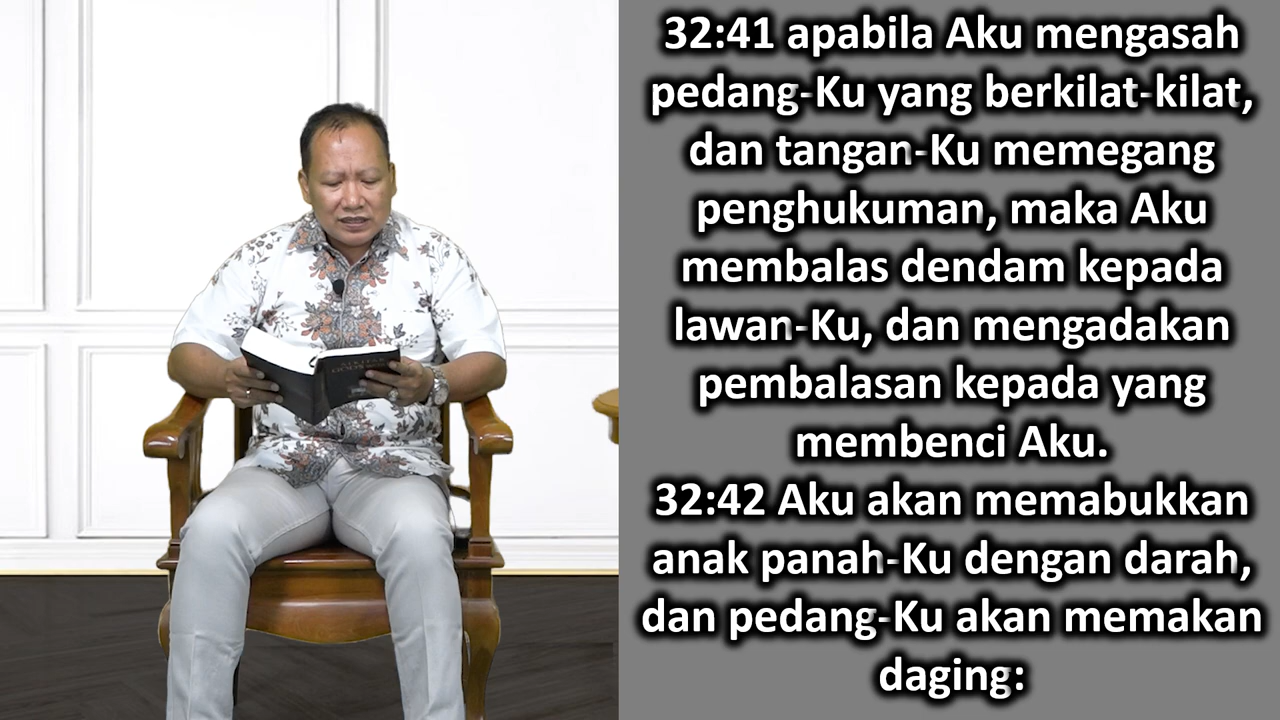 32:41 apabila Aku mengasah
pedang-Ku yang berkilat-kilat,
dan tangan-Ku memegang
penghukuman, maka Aku
membalas dendam kepada
lawan-Ku, dan mengadakan
pembalasan kepada yang
membenci Aku.
32:42 Aku akan memabukkan
anak panah-Ku dengan darah,
dan pedang-Ku akan memakan
daging: